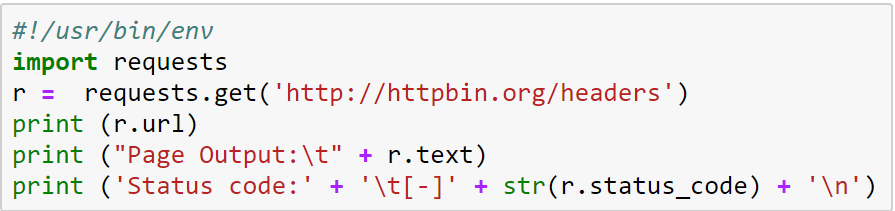 #!/usr/bin/env
import requests
r =  requests.get('http://httpbin.org/headers')
print (r.url)
print ("Page Output:\t" + r.text)
print ('Status code:' + '\t[-]' + str(r.status_code) + '\n')